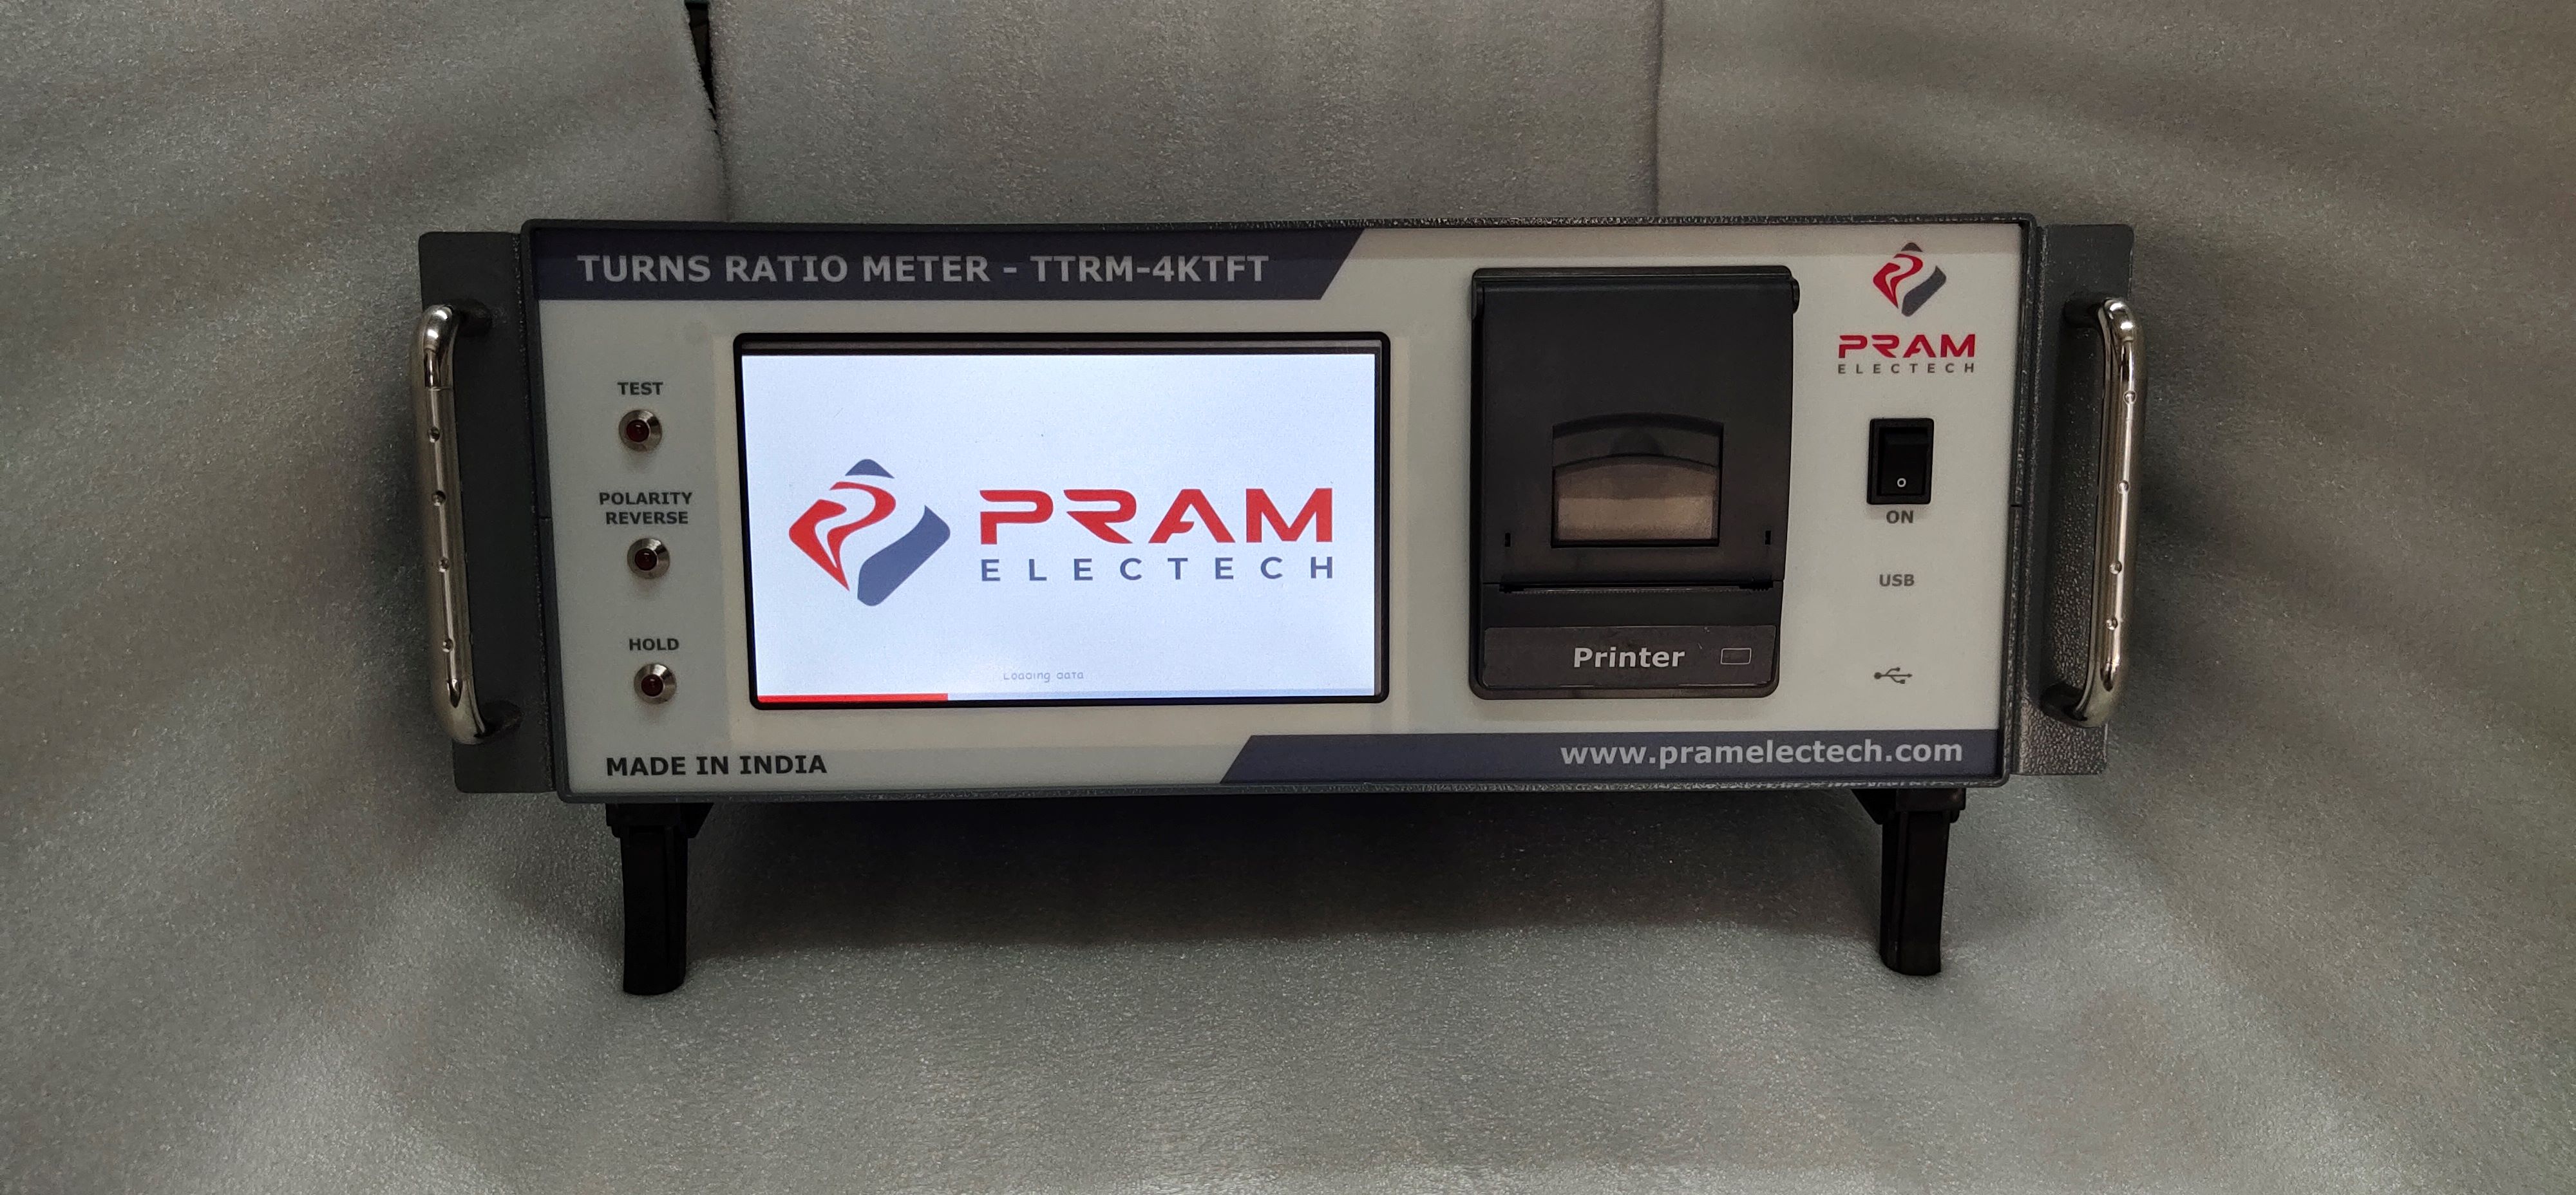 TURNS RATIO METER - TTRM-4KTFT
PRAM
ELECTECH
TEST
POLARITY
REVERSE
HOLD
PRAM
ELECTECH
Loading data
Printer
ON
USB
MADE IN INDIA
www.pramelectech.com